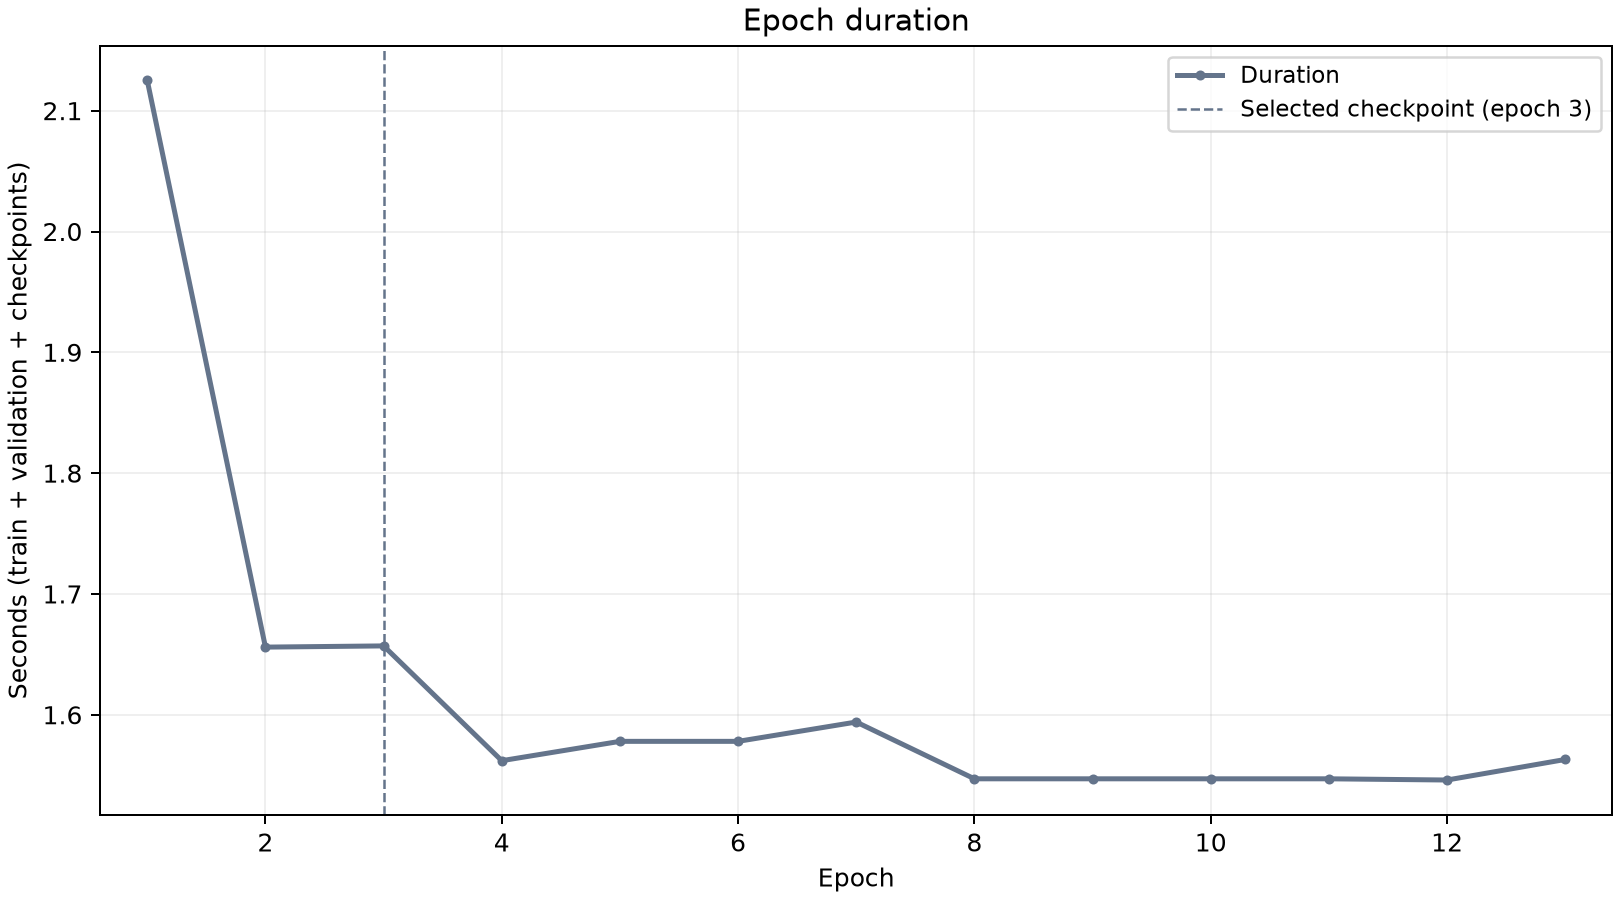 Epoch duration
Duration
Selected checkpoint (epoch 3)
Seconds (train + validation + checkpoints)
2.1
2.0
1.9
1.8
1.7
1.6
2 4 6 8 10 12
Epoch